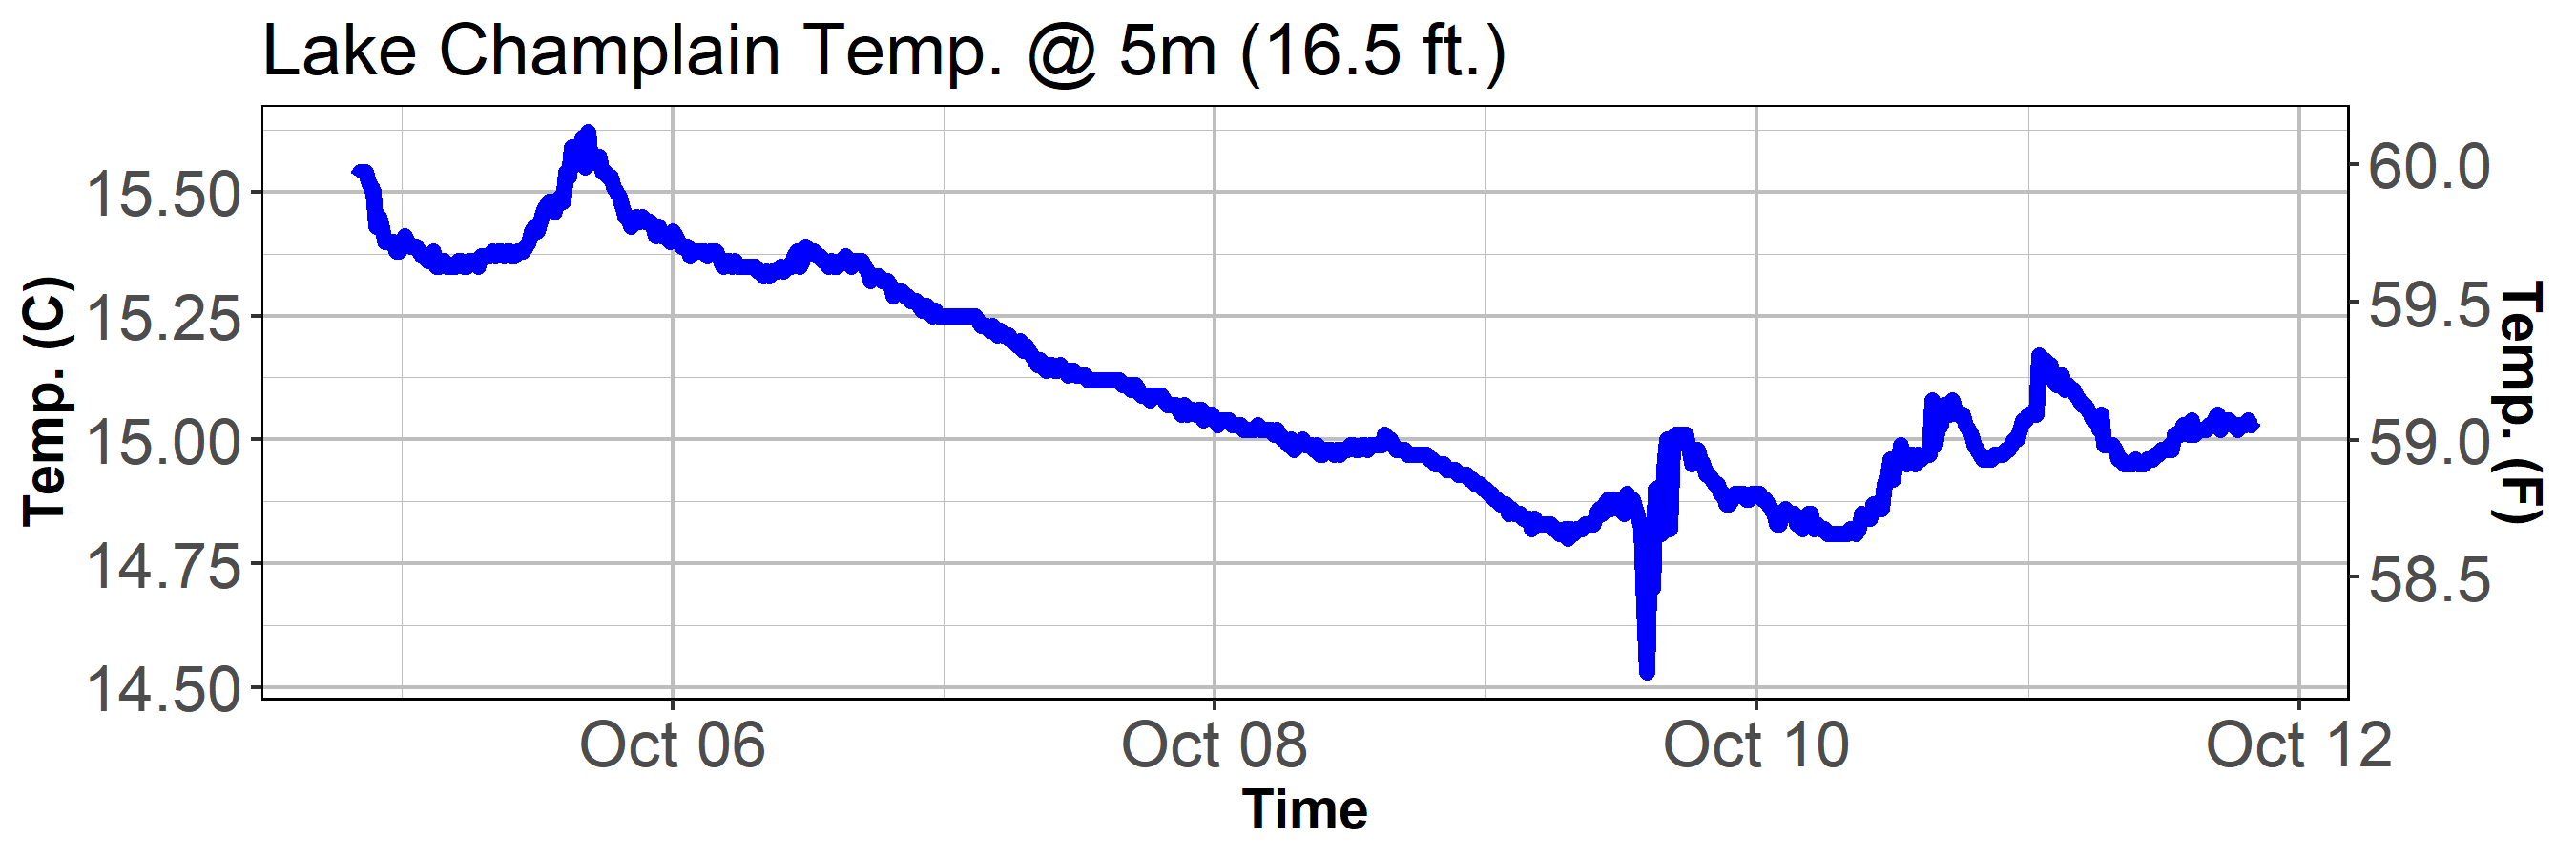 Lake Champlain Temp. @ 5m (16.5 ft.)
Temp. (C)
15.50
15.25
15.00
14.75
14.50
60.0
59.5
59.0
58.5
Temp. (F)
Oct 06 Oct 08 Oct 10 Oct 12
Time